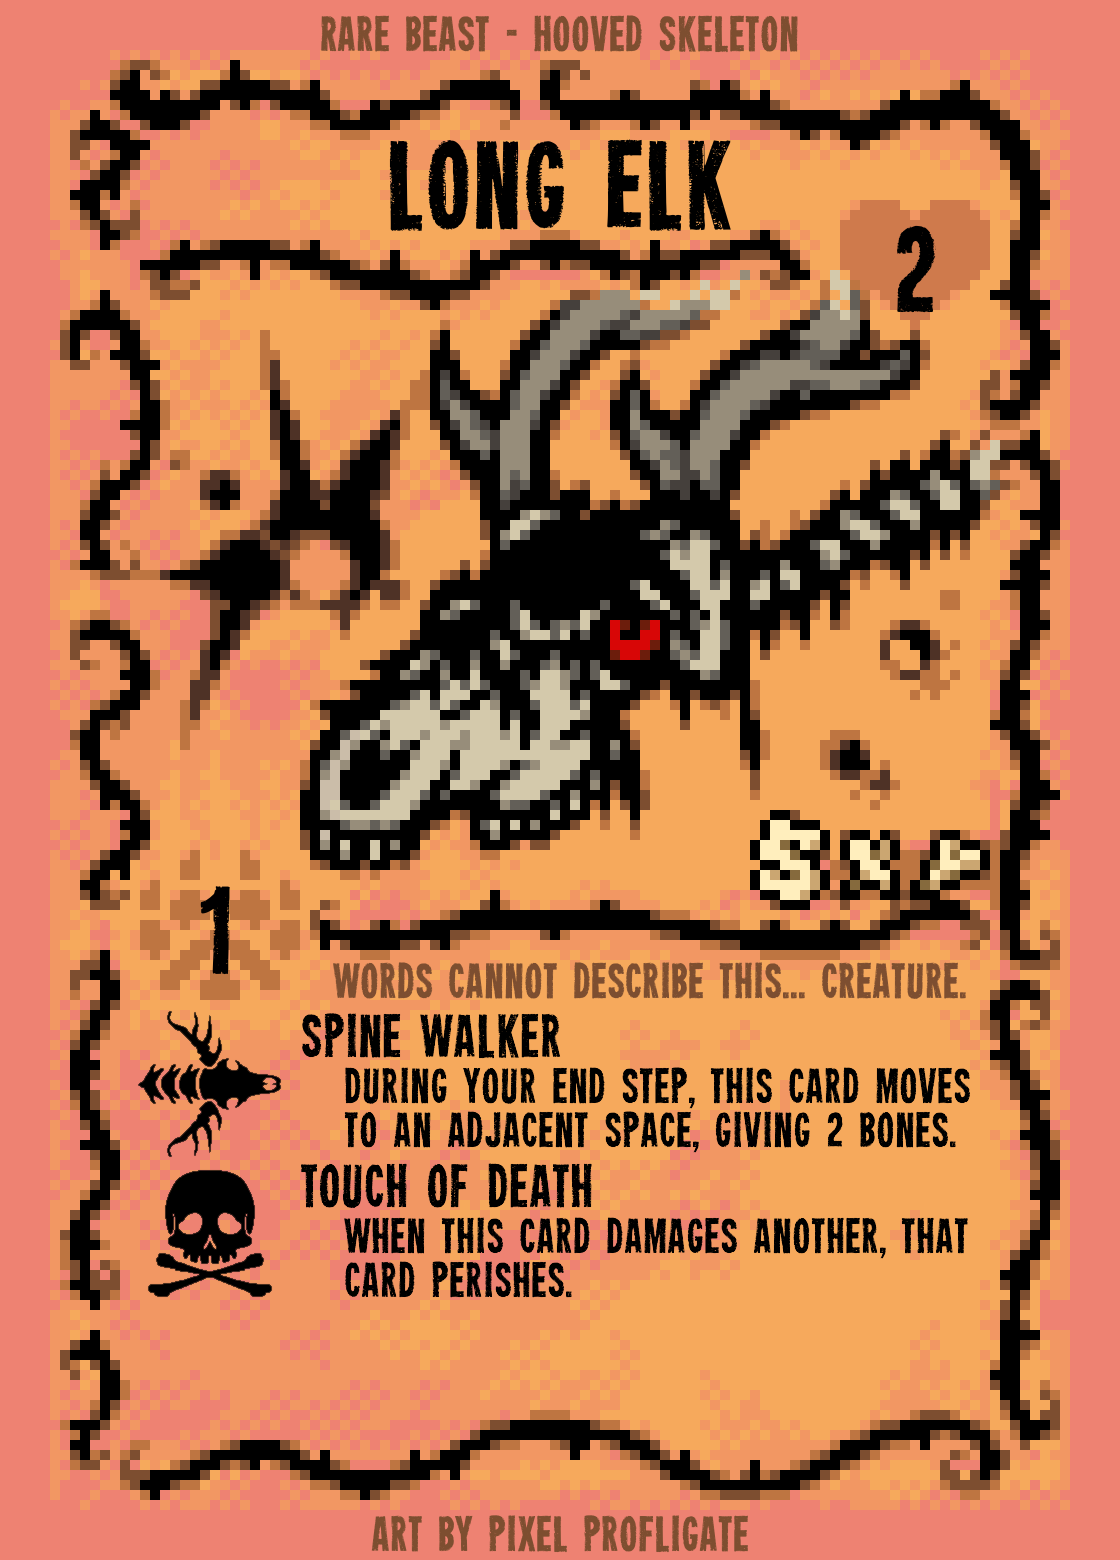 RARE BEAST - HOOVED SKELETON
LONG ELK
2
5 X
1
WORDS CANNOT DESCRIBE THIS... CREATURE.
SPINE WALKER
DURING YOUR END STEP, THIS CARD MOVES
TO AN ADJACENT SPACE, GIVING 2 BONES.
TOUCH OF DEATH
WHEN THIS CARD DAMAGES ANOTHER, THAT
CARD PERISHES.
ART BY PIXEL PROFLIGATE